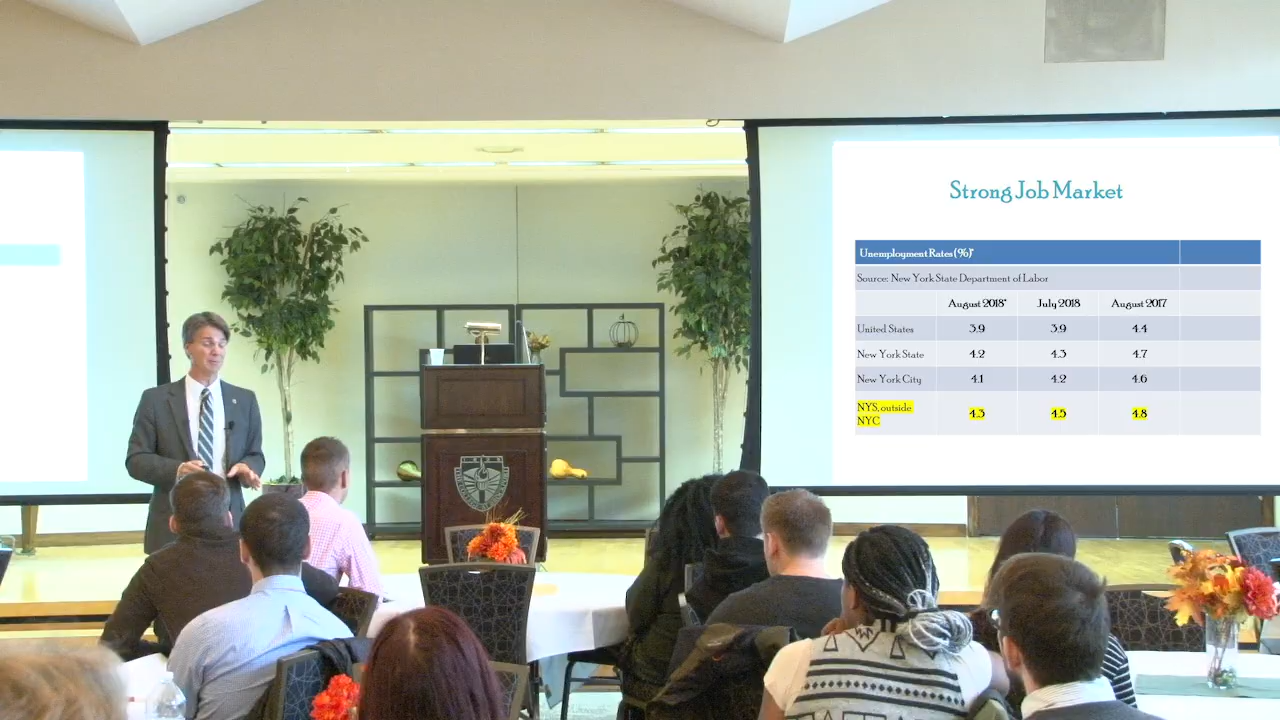 Strong Job Market
Unemployment Rates (%)*
Source: New York State Department of Labor
August 2018* July 2018 August 2017
United States 3.9 3.9 4.4
New York State 4.2 4.3 4.7
New York City 4.1 4.2 4.6
NYS, outside
NYC 4.3 4.5 4.8